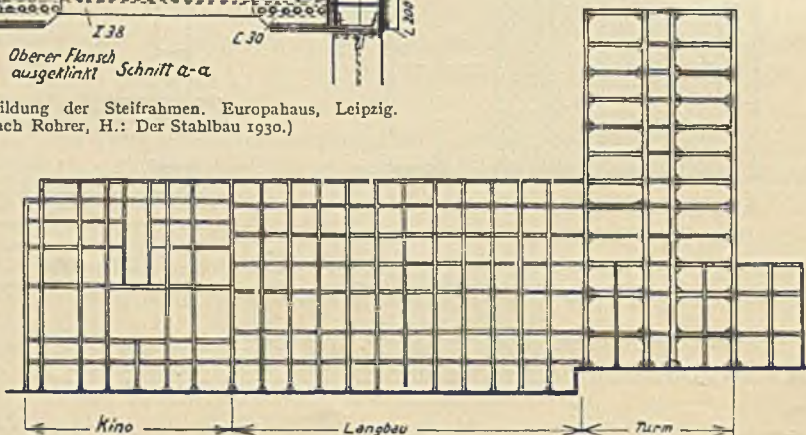 I 38
C 30
L 200
Oberer Flansch
ausgeklinkt Schnitt a-a
ildung der Steifrahmen. Europahaus, Leipzig.
ach Rohrer, H.: Der Stahlbau 1930.)
Kino
Langbau
Turm